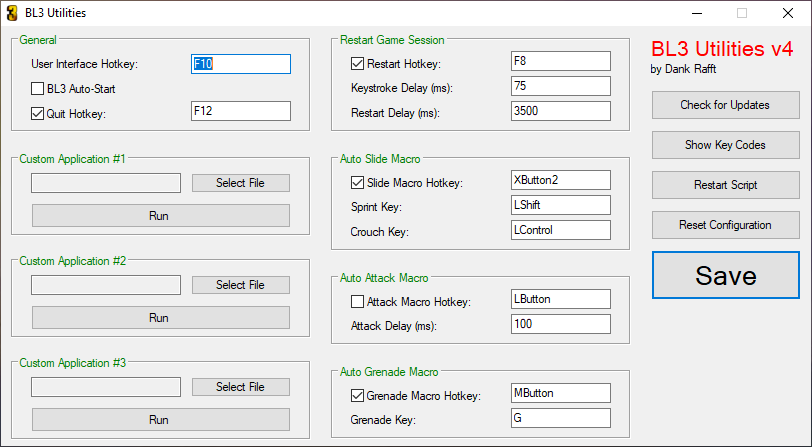 BL3 Utilities
General
User Interface Hotkey: F10
BL3 Auto-Start
Quit Hotkey: F12
Custom Application #1
Select File
Run
Custom Application #2
Select File
Run
Custom Application #3
Select File
Run
Restart Game Session
Restart Hotkey: F8
Keystroke Delay (ms): 75
Restart Delay (ms): 3500
Auto Slide Macro
Slide Macro Hotkey: XButton2
Sprint Key: LShift
Crouch Key: LControl
Auto Attack Macro
Attack Macro Hotkey: LButton
Attack Delay (ms): 100
Auto Grenade Macro
Grenade Macro Hotkey: MButton
Grenade Key: G
BL3 Utilities v4
by Dank Rafft
Check for Updates
Show Key Codes
Restart Script
Reset Configuration
Save